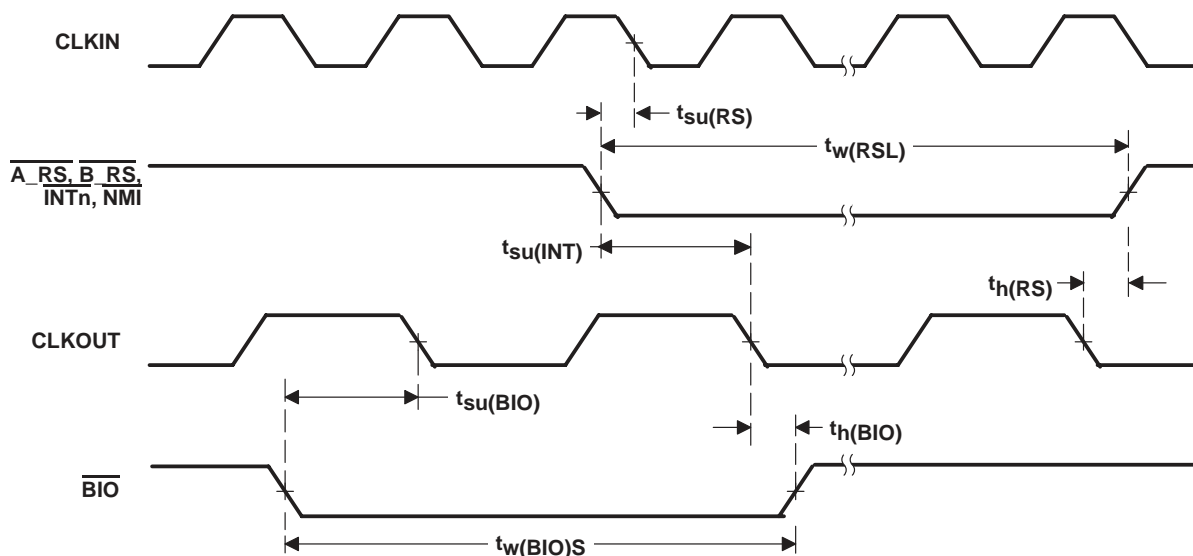 CLKIN
tsu(RS)
tw(RSL)
A_RS, B_RS,
INTn, NMI
tsu(INT)
th(RS)
CLKOUT
tsu(BIO)
th(BIO)
BIO
tw(BIO)S